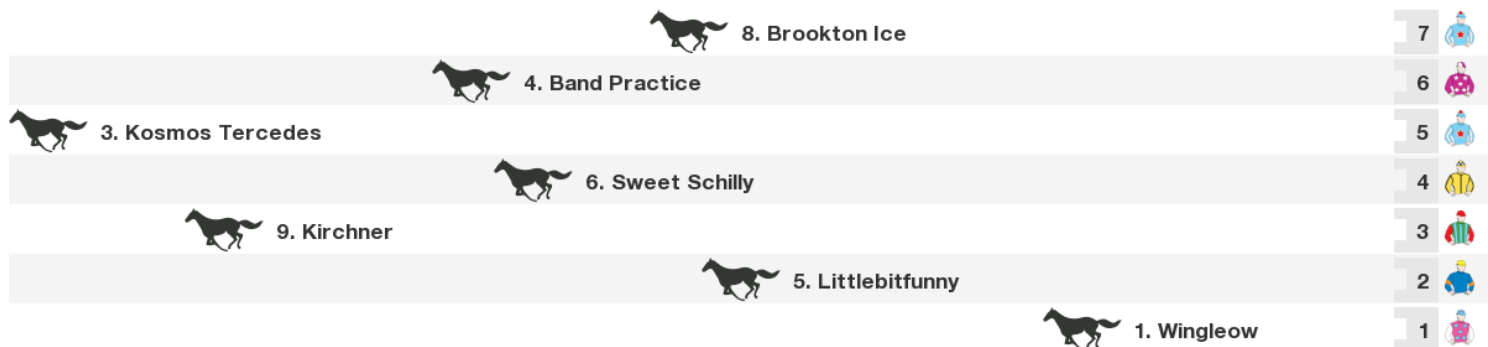 8. Brookton Ice 7
4. Band Practice 6
3. Kosmos Tercedes 5
6. Sweet Schilly 4
9. Kirchner 3
5. Littlebitfunny 2
1. Wingleow 1